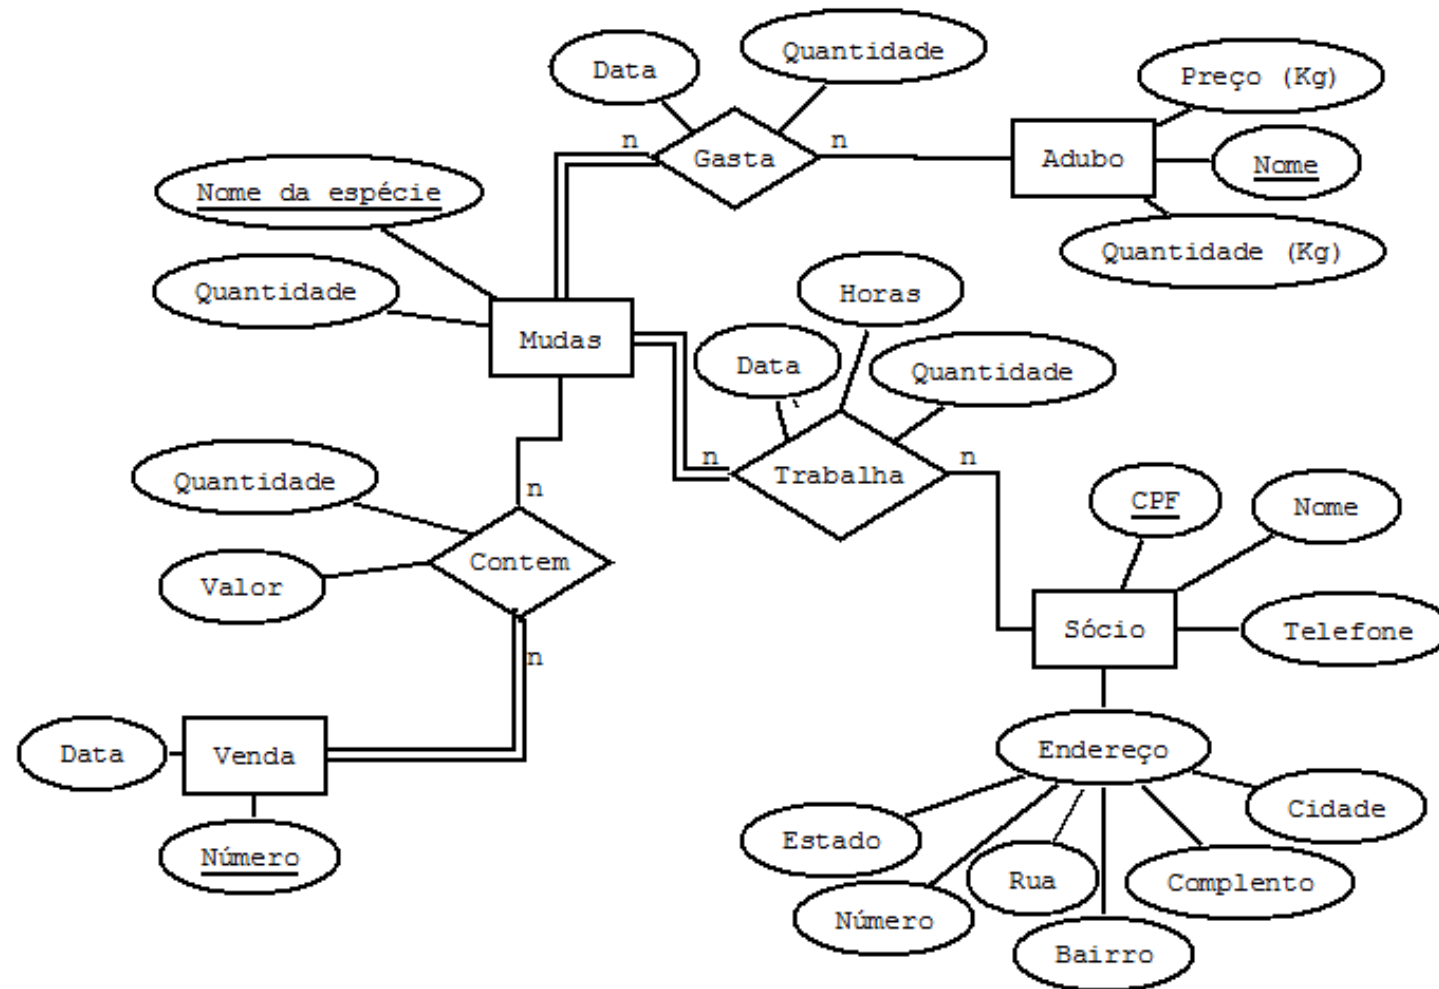 Quantidade
Data
Preço (Kg)
n
n
Gasta
Adubo
Nome
Nome da espécie
Quantidade (Kg)
Quantidade
Horas
Mudas
Data
Quantidade
n
n
Trabalha
Quantidade
n
CPF
Nome
Contem
Valor
Sócio
Telefone
n
Data
Venda
Endereço
Cidade
Estado
Número
Rua
Complento
Número
Bairro